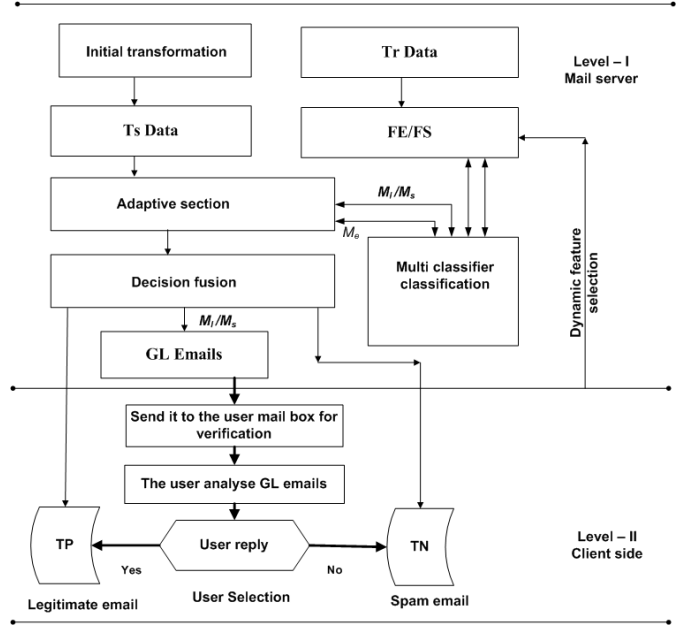 Initial transformation
Tr Data
Level – I
Mail server
Ts Data
FE/FS
Adaptive section
Ml/Ms
Me
Multi classifier
classification
Dynamic feature
selection
Decision fusion
Ml/Ms
GL Emails
Send it to the user mail box for
verification
The user analyse GL emails
TP
User reply
TN
Level – II
Client side
Yes
No
Legitimate email
User Selection
Spam email